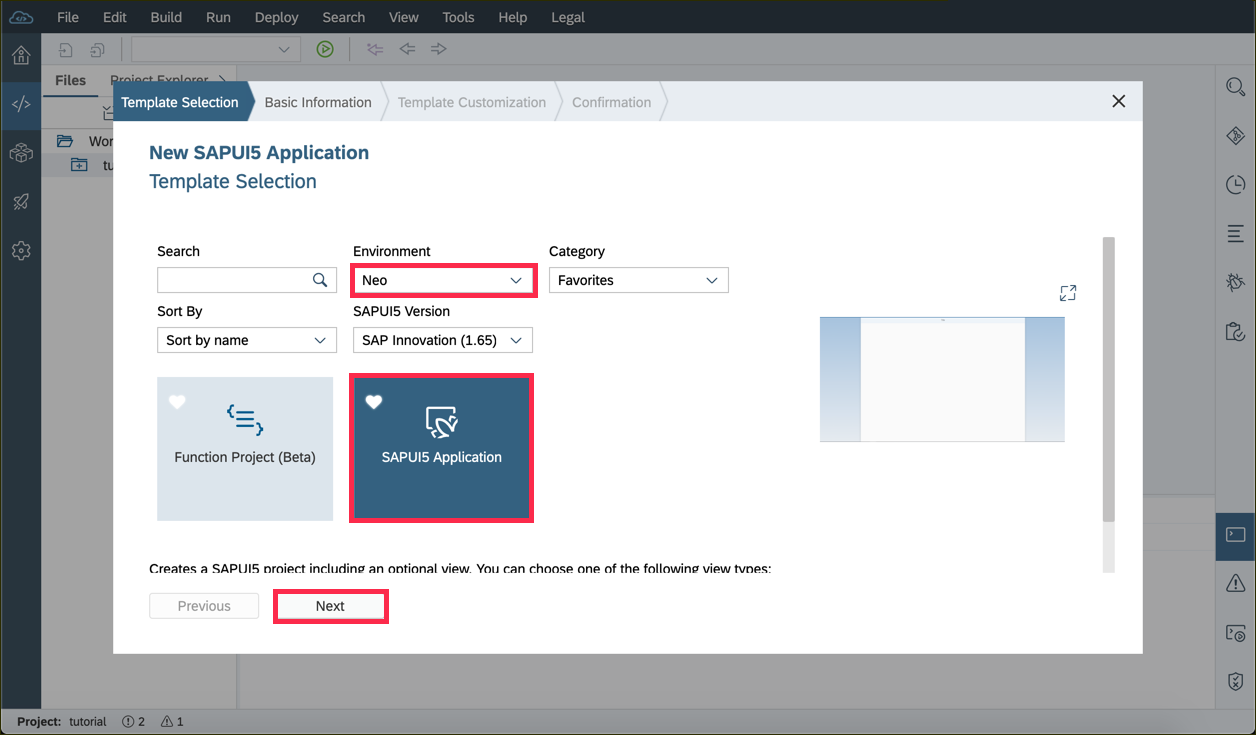 File Edit Build Run Deploy Search View Tools Help Legal
Files Project Explorer
Template Selection Basic Information Template Customization Confirmation
New SAPUI5 Application
Template Selection
Search Environment Category
Neo Favorites
Sort By SAPUI5 Version
Sort by name SAP Innovation (1.65)
Function Project (Beta) SAPUI5 Application
Creates a SAPUI5 project including an optional view. You can choose one of the following view types:
Previous Next
Project: tutorial 2 1